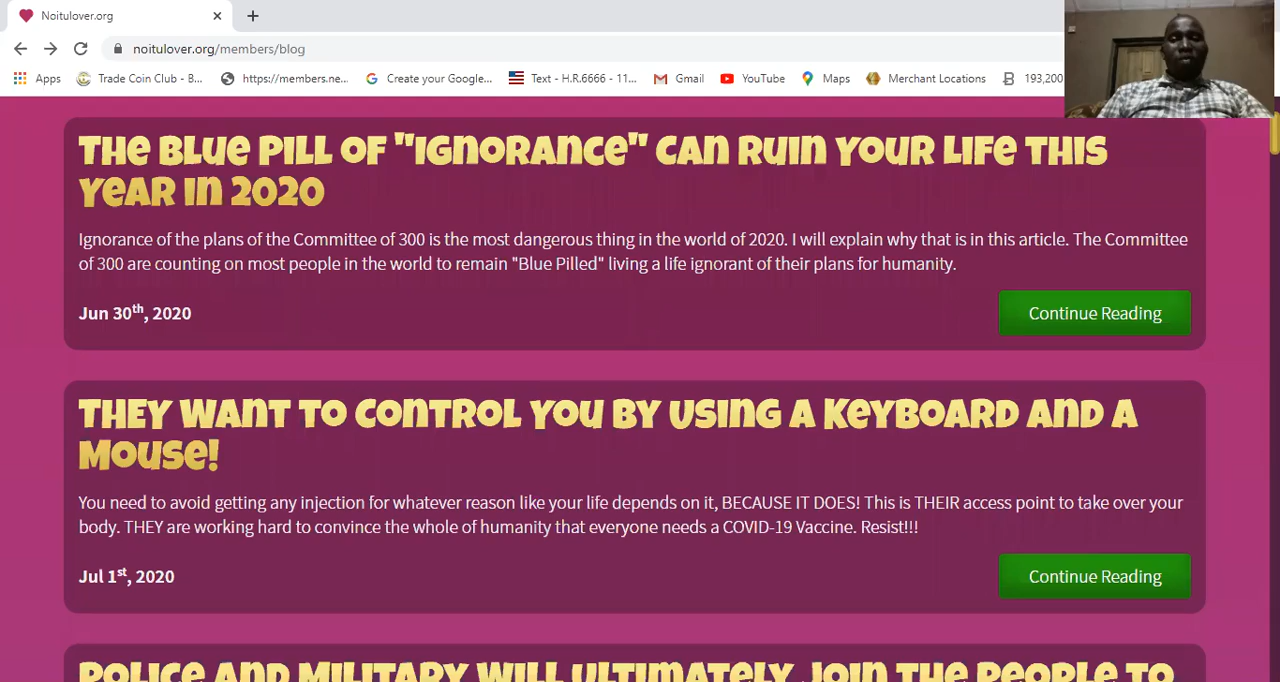 Noitulover.org
noitulover.org/members/blog
Apps Trade Coin Club - B... https://members.ne... Create your Google... Text - H.R.6666 - 11... Gmail YouTube Maps Merchant Locations 193,200
THE BLUE PILL OF "IGNORANCE" CAN RUIN YOUR LIFE THIS
YEAR IN 2020
Ignorance of the plans of the Committee of 300 is the most dangerous thing in the world of 2020. I will explain why that is in this article. The Committee
of 300 are counting on most people in the world to remain "Blue Pilled" living a life ignorant of their plans for humanity.
Jun 30th, 2020
Continue Reading
THEY WANT TO CONTROL YOU BY USING A KEYBOARD AND A
MOUSE!
You need to avoid getting any injection for whatever reason like your life depends on it, BECAUSE IT DOES! This is THEIR access point to take over your
body. THEY are working hard to convince the whole of humanity that everyone needs a COVID-19 Vaccine. Resist!!!
Jul 1st, 2020
Continue Reading
POLICE AND MILITARY WILL ULTIMATELY JOIN THE PEOPLE TO